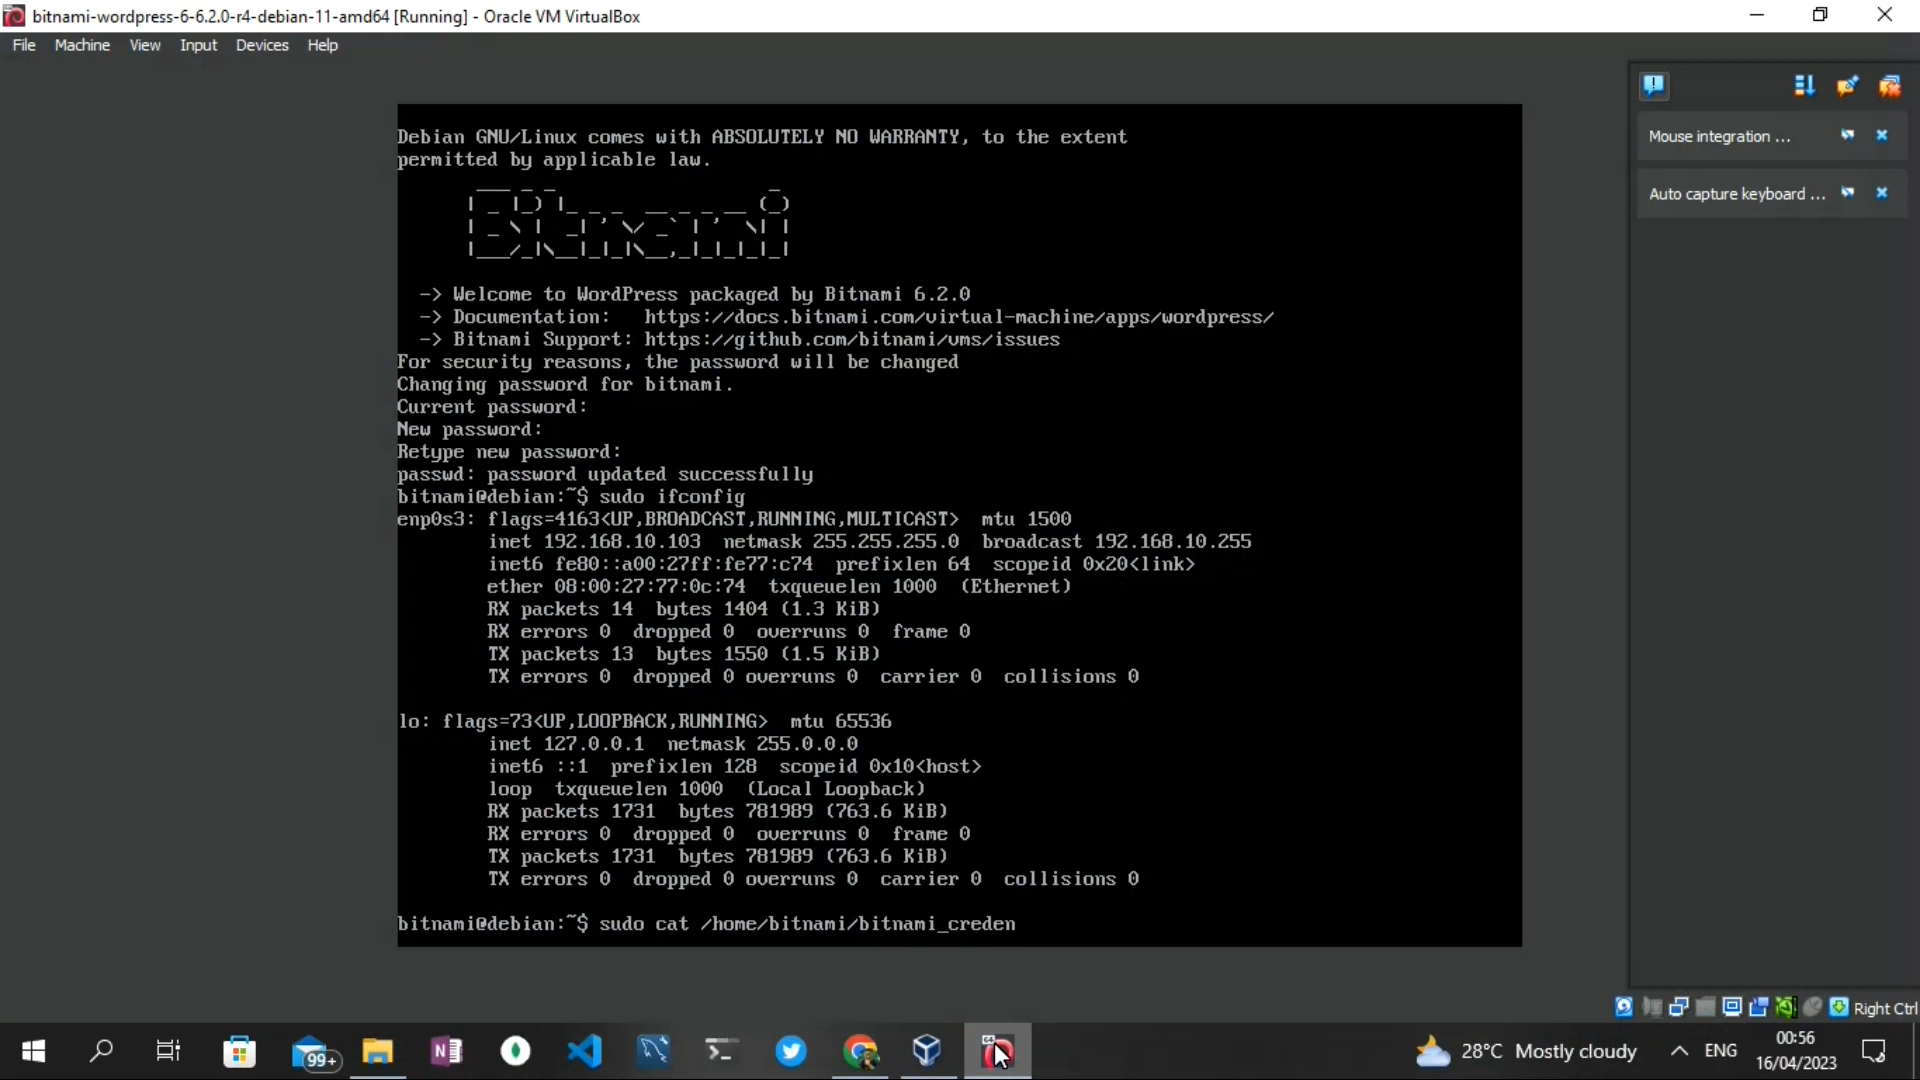 bitnami-wordpress-6-6.2.0-r4-debian-11-amd64 [Running] - Oracle VM VirtualBox
File Machine View Input Devices Help
Mouse integration ...
Auto capture keyboard ...
Debian GNU/Linux comes with ABSOLUTELY NO WARRANTY, to the extent
permitted by applicable law.
Bitnami
-> Welcome to WordPress packaged by Bitnami 6.2.0
-> Documentation: https://docs.bitnami.com/virtual-machine/apps/wordpress/
-> Bitnami Support: https://github.com/bitnami/vms/issues
For security reasons, the password will be changed
Changing password for bitnami.
Current password:
New password:
Retype new password:
passwd: password updated successfully
bitnami@debian:~$ sudo ifconfig
enp0s3: flags=4163<UP,BROADCAST,RUNNING,MULTICAST> mtu 1500
inet 192.168.10.103 netmask 255.255.255.0 broadcast 192.168.10.255
inet6 fe80::a00:27ff:fe77:c74 prefixlen 64 scopeid 0x20<link>
ether 08:00:27:77:0c:74 txqueuelen 1000 (Ethernet)
RX packets 14 bytes 1404 (1.3 KiB)
RX errors 0 dropped 0 overruns 0 frame 0
TX packets 13 bytes 1550 (1.5 KiB)
TX errors 0 dropped 0 overruns 0 carrier 0 collisions 0
lo: flags=73<UP,LOOPBACK,RUNNING> mtu 65536
inet 127.0.0.1 netmask 255.0.0.0
inet6 ::1 prefixlen 128 scopeid 0x10<host>
loop txqueuelen 1000 (Local Loopback)
RX packets 1731 bytes 781989 (763.6 KiB)
RX errors 0 dropped 0 overruns 0 frame 0
TX packets 1731 bytes 781989 (763.6 KiB)
TX errors 0 dropped 0 overruns 0 carrier 0 collisions 0
bitnami@debian:~$ sudo cat /home/bitnami/bitnami_creden
Right Ctrl
99+
28°C Mostly cloudy
ENG
00:56
16/04/2023